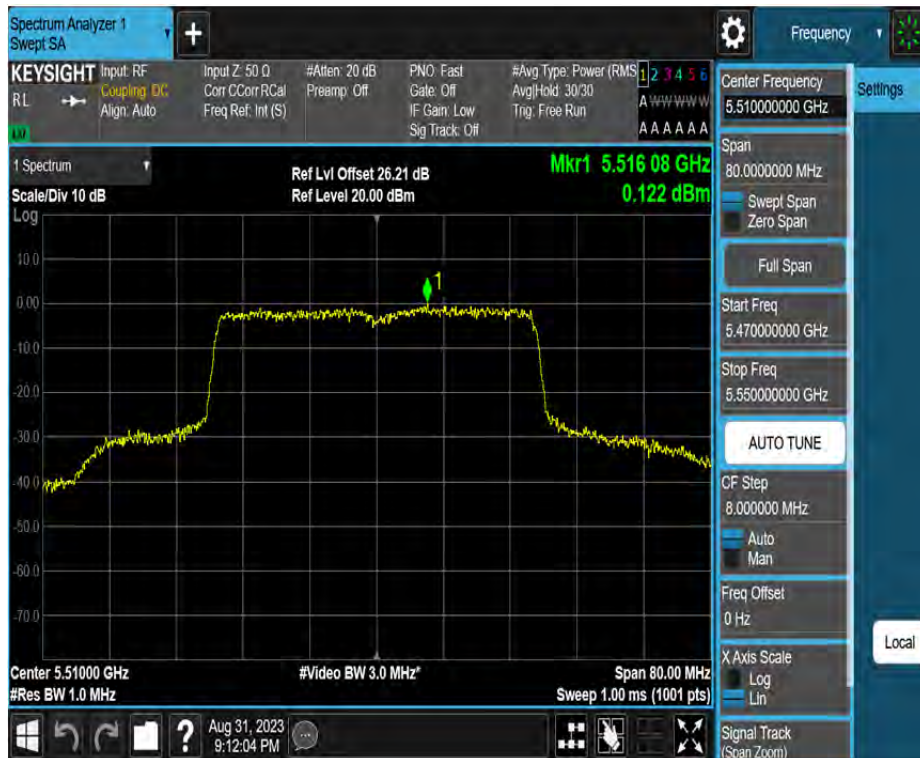 Spectrum Analyzer 1
Swept SA
+
Frequency
KEYSIGHT
RL
Input: RF
Coupling: DC
Align: Auto
Input Z: 50 Ω
Corr CCorr RCal
Freq Ref: Int (S)
#Atten: 20 dB
Preamp: Off
PNO: Fast
Gate: Off
IF Gain: Low
Sig Track: Off
#Avg Type: Power (RMS
Avg|Hold: 30/30
Trig: Free Run
1 2 3 4 5 6
A W W W W W
A A A A A A
1 Spectrum
Scale/Div 10 dB
Ref Lvl Offset 26.21 dB
Ref Level 20.00 dBm
Mkr1 5.516 08 GHz
0.122 dBm
Log
10.0
0.00
-10.0
-20.0
-30.0
-40.0
-50.0
-60.0
-70.0
1
Center 5.51000 GHz
#Video BW 3.0 MHz*
Span 80.00 MHz
#Res BW 1.0 MHz
Sweep 1.00 ms (1001 pts)
Aug 31, 2023
9:12:04 PM
?
Center Frequency
5.510000000 GHz
Settings
Span
80.0000000 MHz
Swept Span
Zero Span
Full Span
Start Freq
5.470000000 GHz
Stop Freq
5.550000000 GHz
AUTO TUNE
CF Step
8.000000 MHz
Auto
Man
Freq Offset
0 Hz
X Axis Scale
Log
Lin
Local
Signal Track
(Span Zoom)